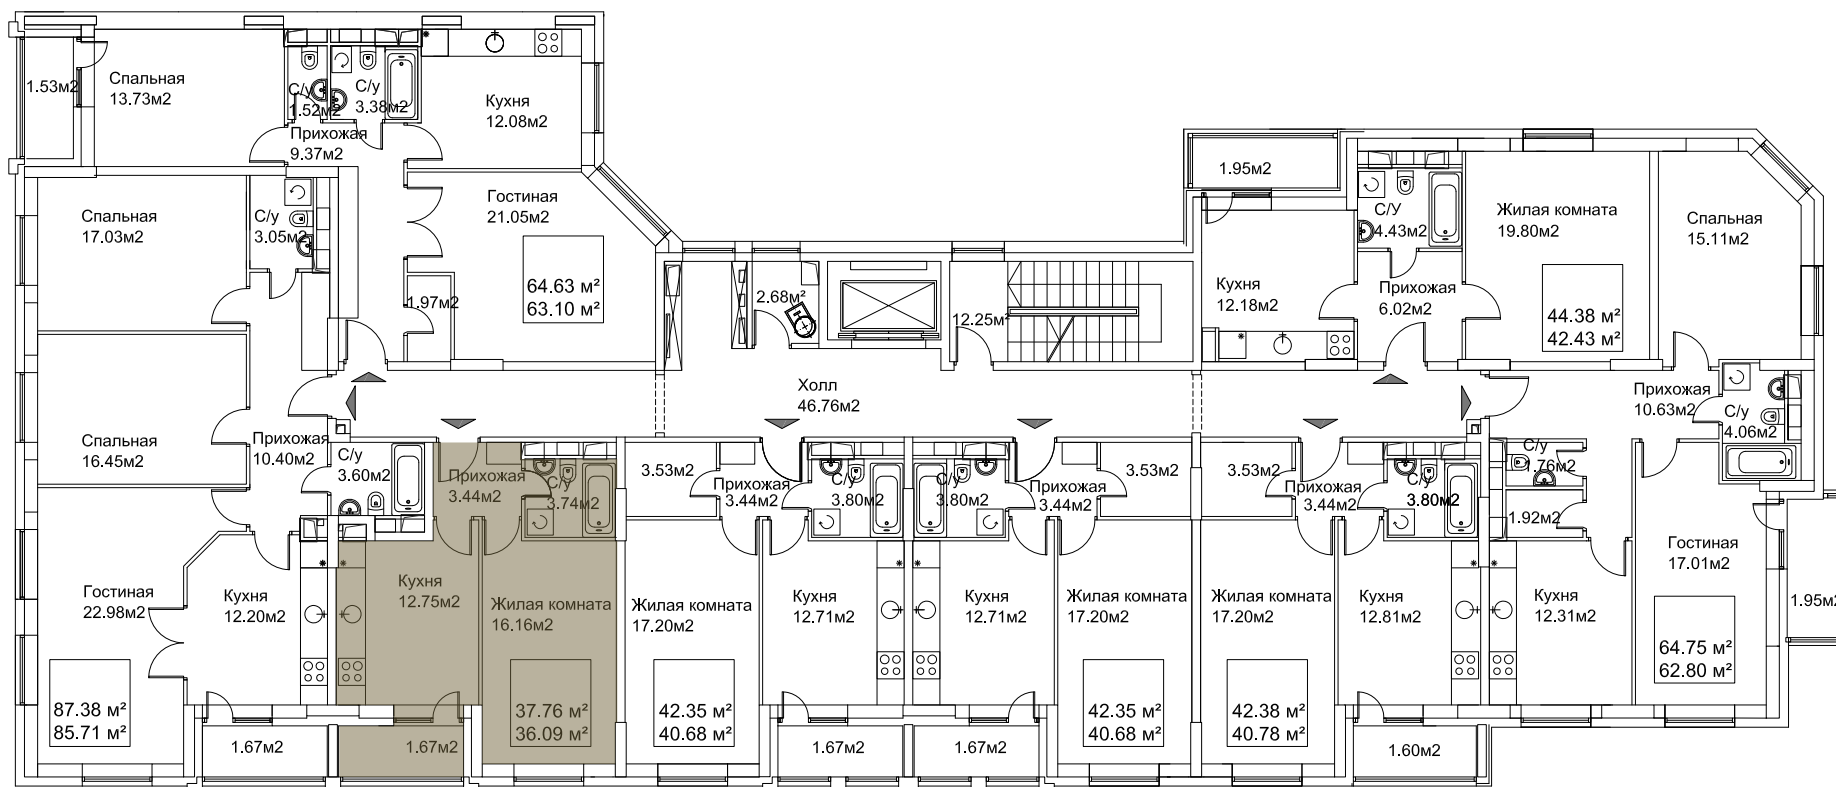 1.53м2
Спальная
13.73м2
С/у
1.52м2
С/у
3.38м2
Кухня
12.08м2
Прихожая
9.37м2
Спальная
17.03м2
С/у
3.05м2
Гостиная
21.05м2
64.63 м²
63.10 м²
1.97м2
2.68м²
12.25м²
1.95м2
Кухня
12.18м2
С/У
4.43м2
Прихожая
6.02м2
Жилая комната
19.80м2
44.38 м²
42.43 м²
Спальная
15.11м2
Холл
46.76м2
Прихожая
10.63м2
С/у
4.06м2
Спальная
16.45м2
Прихожая
10.40м2
С/у
3.60м2
Прихожая
3.44м2
С/у
3.74м2
3.53м2
Прихожая
3.44м2
С/у
3.80м2
С/у
3.80м2
Прихожая
3.44м2
3.53м2
3.53м2
Прихожая
3.44м2
С/у
3.80м2
С/у
1.76м2
1.92м2
Гостиная
17.01м2
Гостиная
22.98м2
Кухня
12.20м2
Кухня
12.75м2
Жилая комната
16.16м2
Жилая комната
17.20м2
Кухня
12.71м2
Кухня
12.71м2
Жилая комната
17.20м2
Жилая комната
17.20м2
Кухня
12.81м2
Кухня
12.31м2
1.95м2
64.75 м²
62.80 м²
87.38 м²
85.71 м²
1.67м2
1.67м2
37.76 м²
36.09 м²
42.35 м²
40.68 м²
1.67м2
1.67м2
42.35 м²
40.68 м²
42.38 м²
40.78 м²
1.60м2